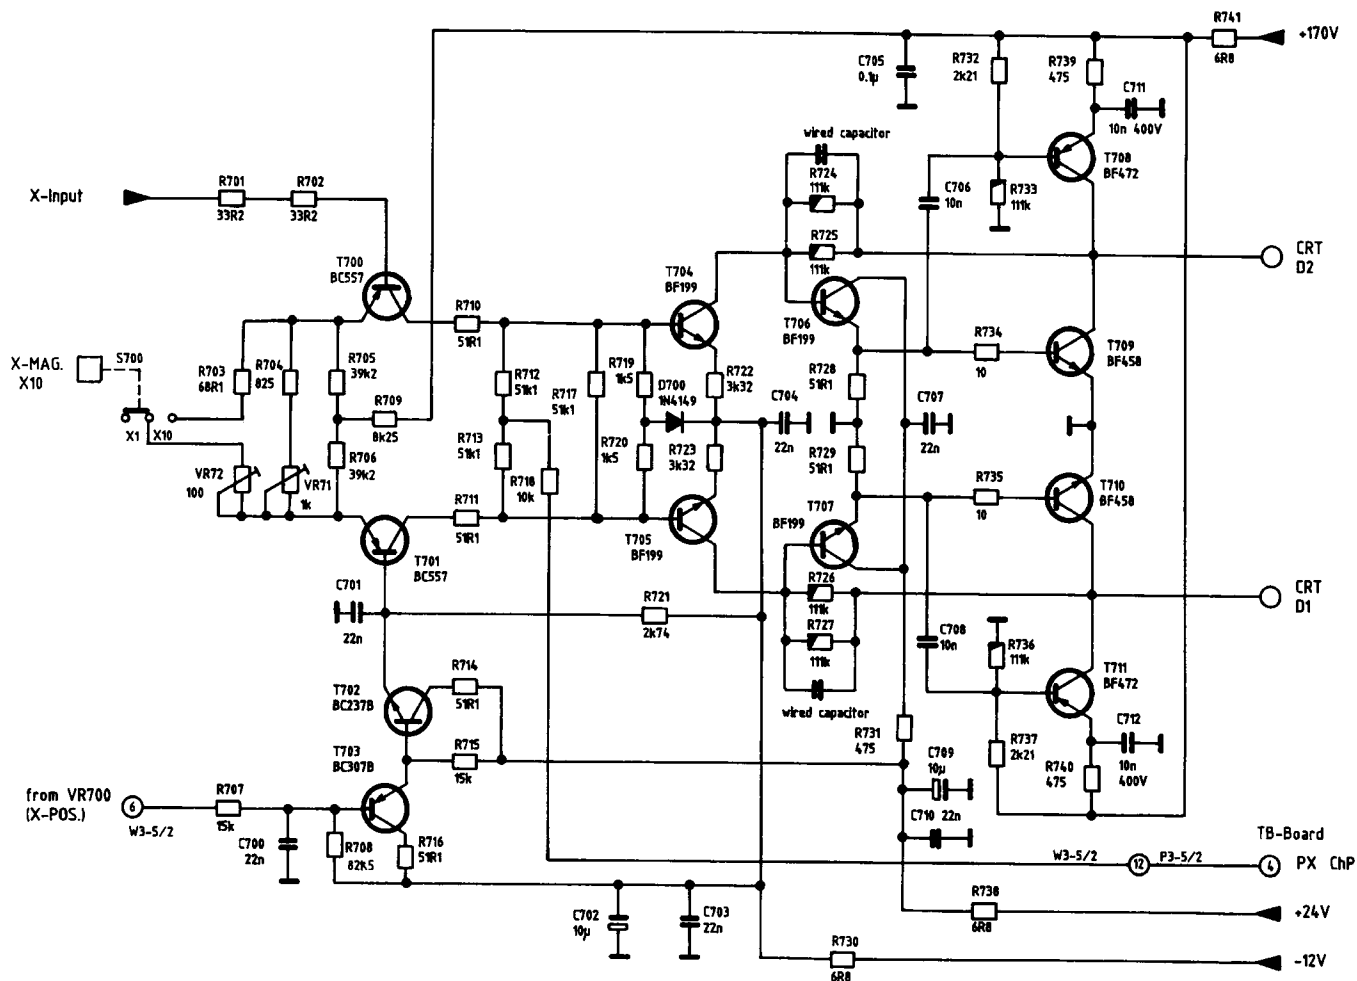 R741
+170V
6R8
C705
0.1µ
R732
2k21
R739
475
C711
10n 400V
wired capacitor
R724
111k
T708
BF472
X-Input
R701
33R2
R702
33R2
C706
10n
R733
111k
R725
111k
CRT
D2
T700
BC557
T704
BF199
R710
51R1
T706
BF199
R734
10
T709
BF458
X-MAG.
X10
S700
R703
68R1
R704
825
R705
39k2
R712
51k1
R717
51k1
R719
1k5
D700
1N4149
R722
3k32
R728
51R1
C704
22n
C707
22n
R709
8k25
X1
X10
R706
39k2
R713
51k1
R720
1k5
R723
3k32
R729
51R1
VR72
100
VR71
1k
R718
10k
R735
10
T710
BF458
R711
51R1
T707
BF199
T705
BF199
T701
BC557
C701
22n
R721
2k74
R726
111k
R727
111k
CRT
D1
C708
10n
R736
111k
T702
BC237B
R714
51R1
wired capacitor
T711
BF472
T703
BC307B
R715
15k
R731
475
C709
10µ
R737
2k21
R740
475
C712
10n
400V
from VR700
(X-POS.)
6
W3-5/2
R707
15k
C700
22n
R708
82k5
R716
51R1
C710 22n
TB-Board
W3-5/2
12
P3-5/2
4
PX ChP
C702
10µ
C703
22n
R738
6R8
+24V
R730
6R8
-12V